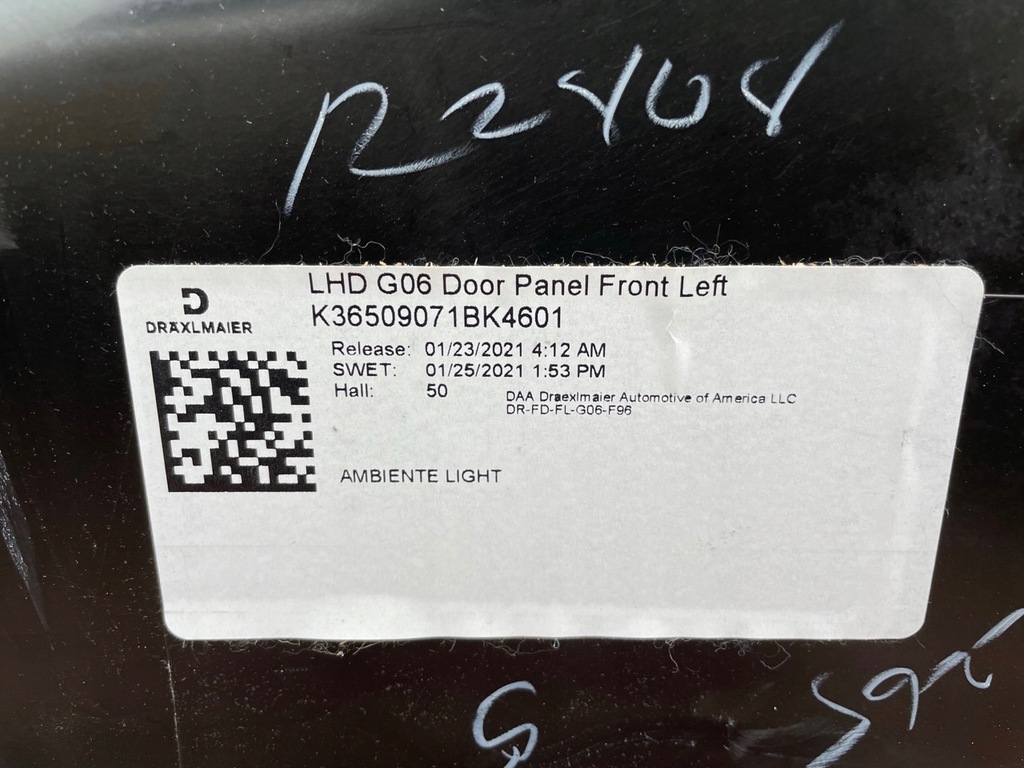 R2404
LHD G06 Door Panel Front Left
DRÄXLMAIER
K36509071BK4601
Release: 01/23/2021 4:12 AM
SWET: 01/25/2021 1:53 PM
Hall: 50
DAA Draexlmaier Automotive of America LLC
DR-FD-FL-G06-F96
AMBIENTE LIGHT